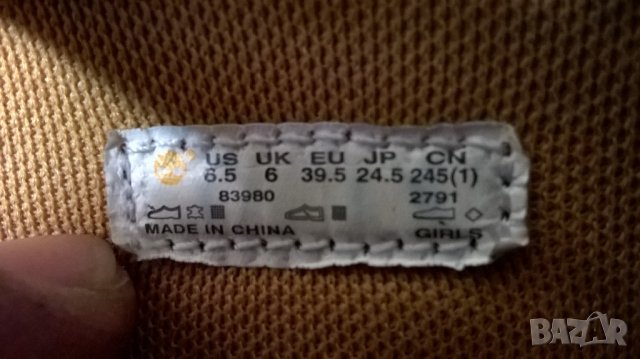 US UK EU JP CN
6.5 6 39.5 24.5 245(1)
83980 2791
MADE IN CHINA GIRLS
BAZAR